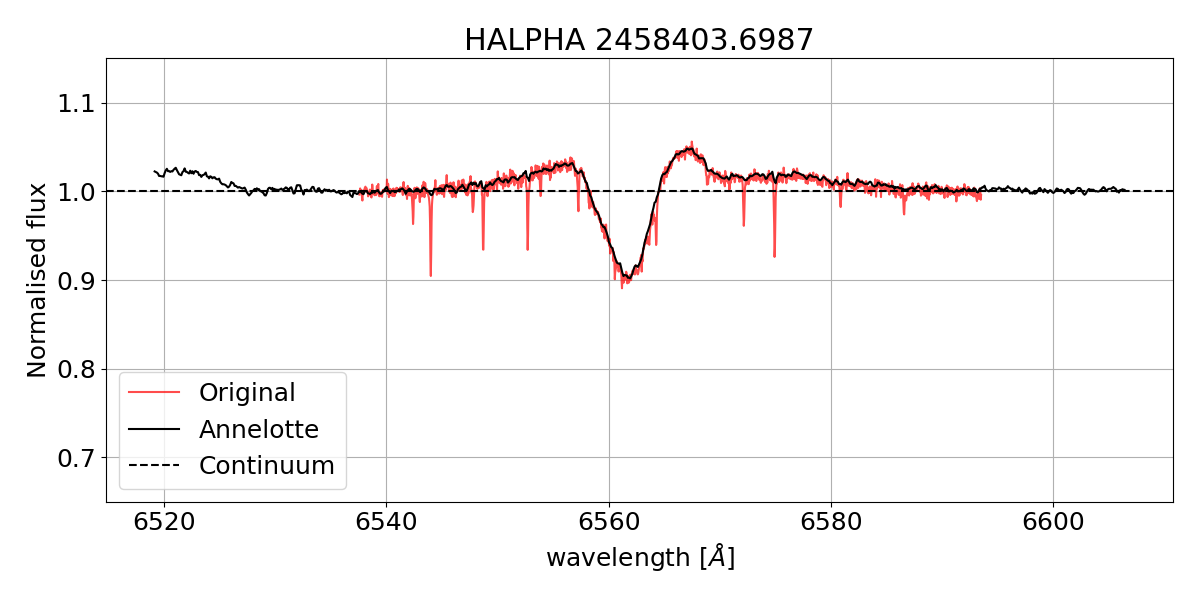 HALPHA 2458403.6987
Normalised flux
1.1
1.0
0.9
0.8
0.7
Original
Annelotte
Continuum
6520 6540 6560 6580 6600
wavelength [Å]